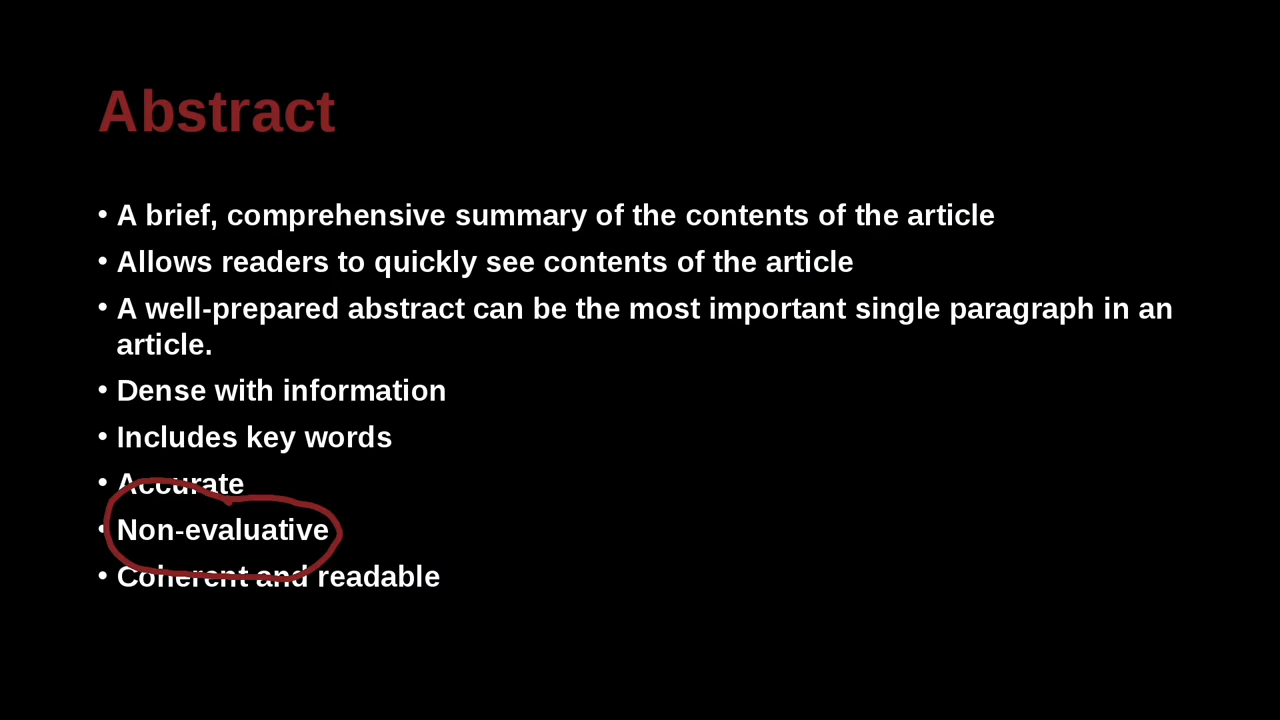 Abstract
• A brief, comprehensive summary of the contents of the article
• Allows readers to quickly see contents of the article
• A well-prepared abstract can be the most important single paragraph in an
article.
• Dense with information
• Includes key words
• Accurate
• Non-evaluative
• Coherent and readable